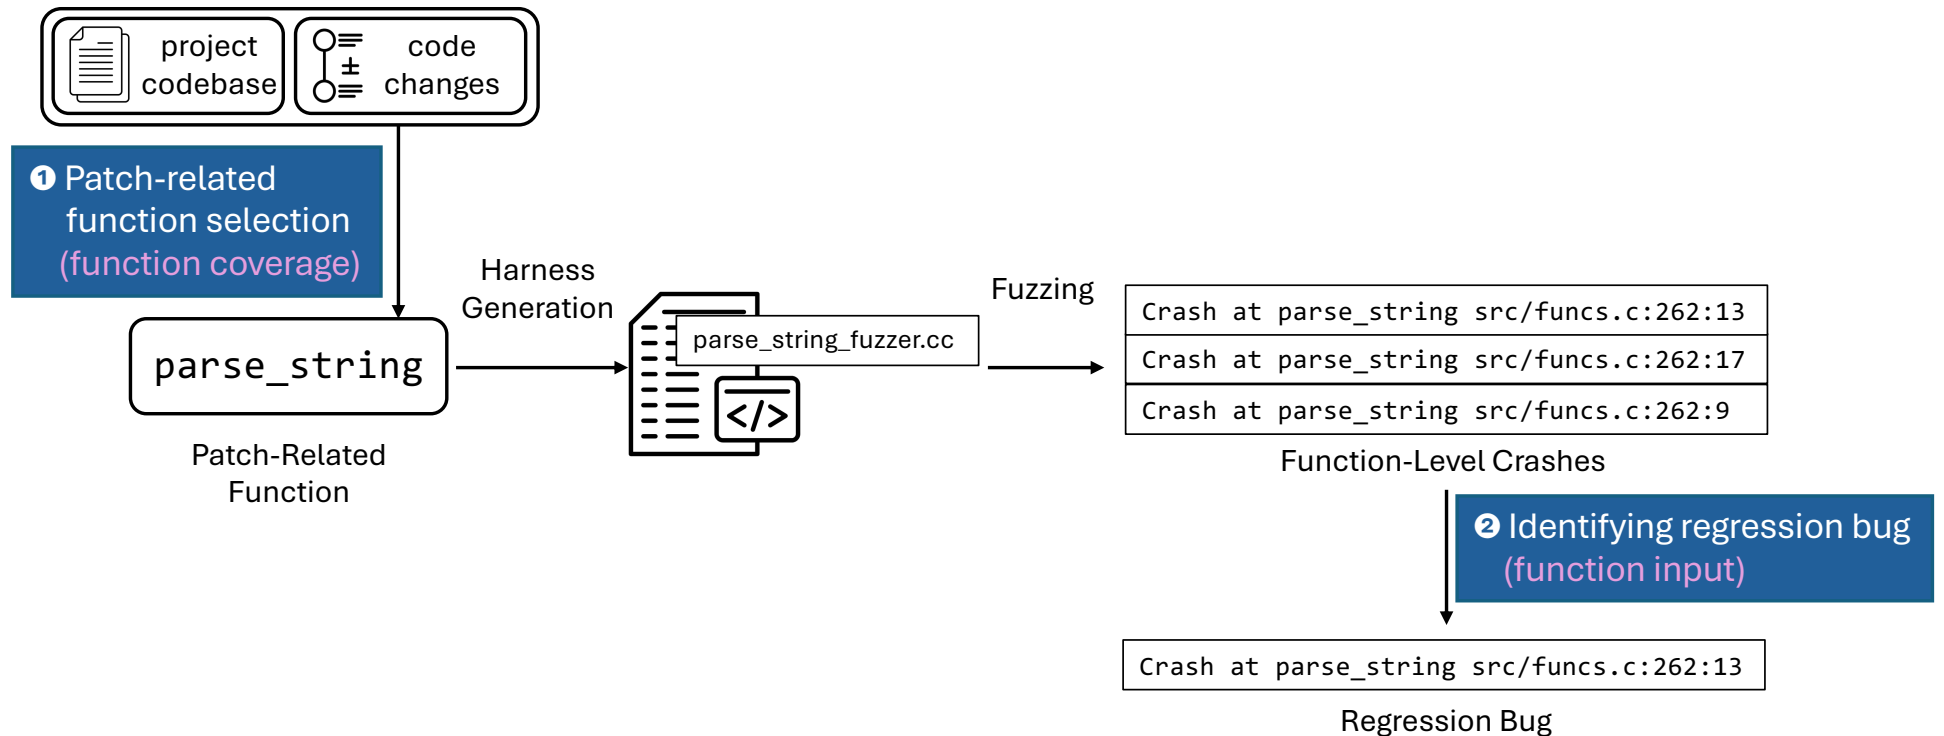 project
codebase
code
changes
❶ Patch-related
function selection
(function coverage)
parse_string
Patch-Related
Function
Harness
Generation
parse_string_fuzzer.cc
</>
Fuzzing
Crash at parse_string src/funcs.c:262:13
Crash at parse_string src/funcs.c:262:17
Crash at parse_string src/funcs.c:262:9
Function-Level Crashes
❷ Identifying regression bug
(function input)
Crash at parse_string src/funcs.c:262:13
Regression Bug